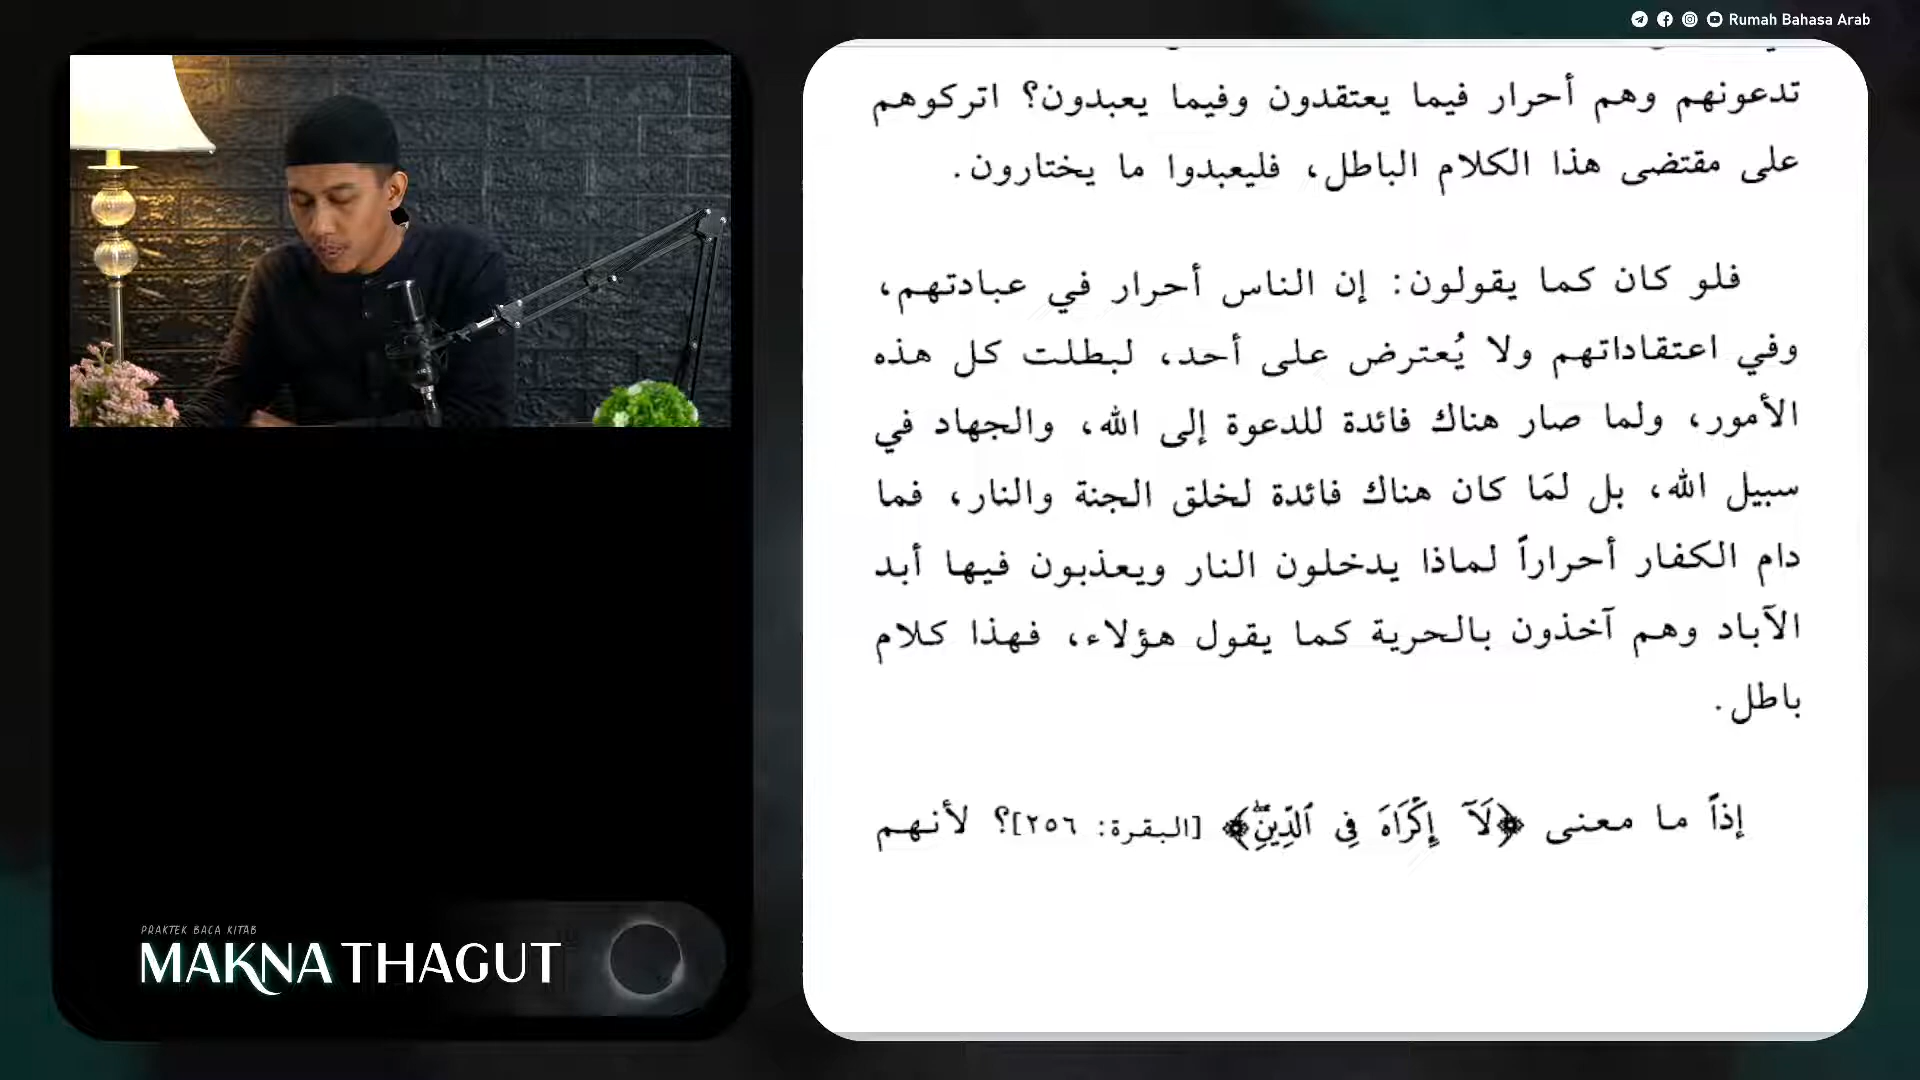 Rumah Bahasa Arab
تدعونهم وهم أحرار فيما يعتقدون وفيما يعبدون؟ اتركوهم
على مقتضى هذا الكلام الباطل، فليعبدوا ما يختارون.
فلو كان كما يقولون: إن الناس أحرار في عبادتهم،
وفي اعتقاداتهم ولا يُعترض على أحد، لبطلت كل هذه
الأمور، ولما صار هناك فائدة للدعوة إلى الله، والجهاد في
سبيل الله، بل لمَا كان هناك فائدة لخلق الجنة والنار، فما
دام الكفار أحراراً لماذا يدخلون النار ويعذبون فيها أبد
الآباد وهم آخذون بالحرية كما يقول هؤلاء، فهذا كلام
باطل.
إذاً ما معنى ﴿لَآ إِكْرَاهَ فِى ٱلدِّينِۖ﴾ [البقرة: ٢٥٦]؟ لأنهم
PRAKTEK BACA KITAB
MAKNA THAGUT